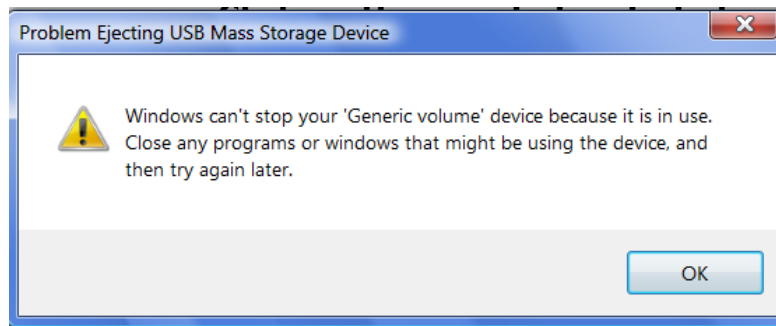 Problem Ejecting USB Mass Storage Device
Windows can't stop your 'Generic volume' device because it is in use.
Close any programs or windows that might be using the device, and
then try again later.
OK